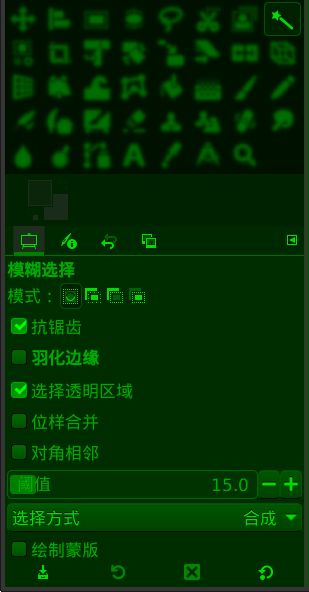 模糊选择
模式：
抗锯齿
羽化边缘
选择透明区域
位样合并
对角相邻
阈值 15.0
选择方式 合成
绘制蒙版